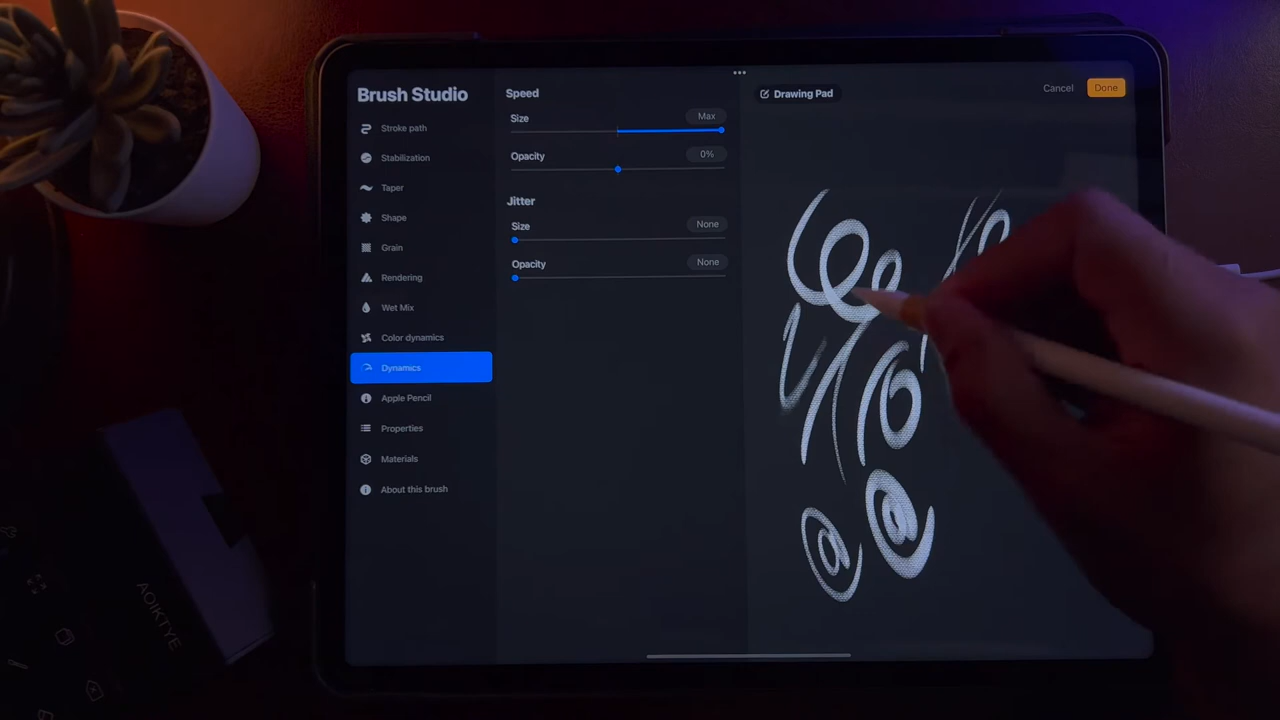 Brush Studio
Stroke path
Stabilization
Taper
Shape
Grain
Rendering
Wet Mix
Color dynamics
Dynamics
Apple Pencil
Properties
Materials
About this brush
Speed
Size
Max
Opacity
0%
Jitter
Size
None
Opacity
None
Drawing Pad
Cancel
Done
AOIKTYE